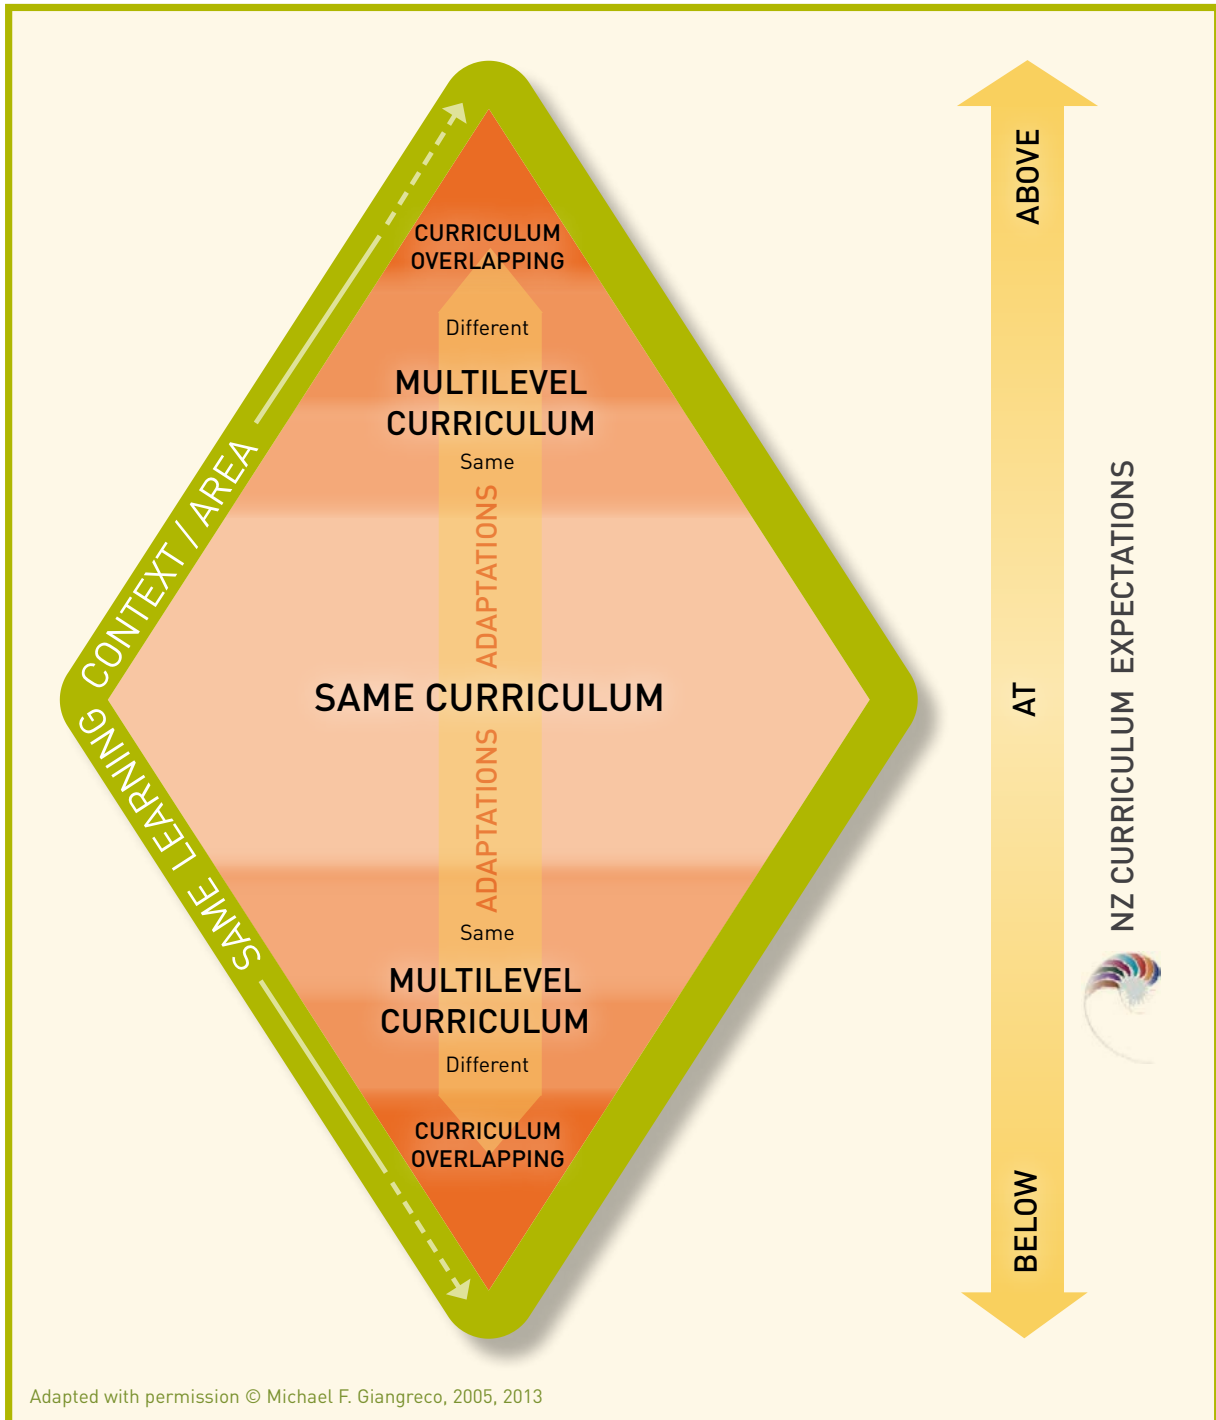 CURRICULUM
OVERLAPPING
Different
MULTILEVEL
CURRICULUM
Same
ADAPTATIONS
SAME CURRICULUM
ADAPTATIONS
Same
MULTILEVEL
CURRICULUM
Different
CURRICULUM
OVERLAPPING
SAME LEARNING CONTEXT / AREA
ABOVE
AT
BELOW
NZ CURRICULUM EXPECTATIONS
Adapted with permission © Michael F. Giangreco, 2005, 2013